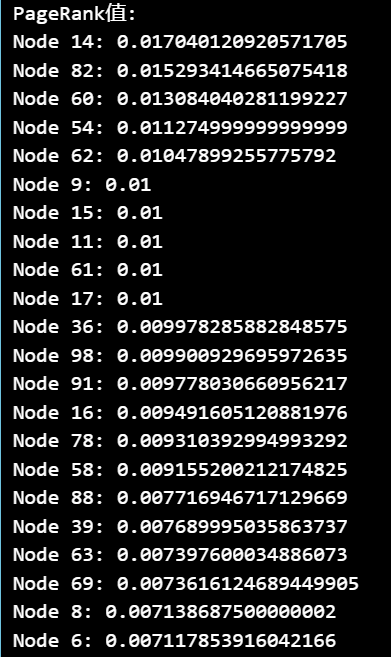 PageRank值:
Node 14: 0.017040120920571705
Node 82: 0.015293414665075418
Node 60: 0.013084040281199227
Node 54: 0.011274999999999999
Node 62: 0.01047899255775792
Node 9: 0.01
Node 15: 0.01
Node 11: 0.01
Node 61: 0.01
Node 17: 0.01
Node 36: 0.009978285882848575
Node 98: 0.009900929695972635
Node 91: 0.009778030660956217
Node 16: 0.009491605120881976
Node 78: 0.009310392994993292
Node 58: 0.009155200212174825
Node 88: 0.007716946717129669
Node 39: 0.007689995035863737
Node 63: 0.007397600034886073
Node 69: 0.0073616124689449905
Node 8: 0.007138687500000002
Node 6: 0.007117853916042166